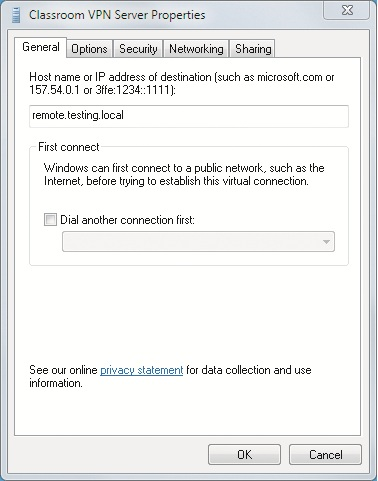 Classroom VPN Server Properties
General Options Security Networking Sharing
Host name or IP address of destination (such as microsoft.com or
157.54.0.1 or 3ffe:1234::1111):
remote.testing.local
First connect
Windows can first connect to a public network, such as the
Internet, before trying to establish this virtual connection.
Dial another connection first:
See our online privacy statement for data collection and use
information.
OK Cancel